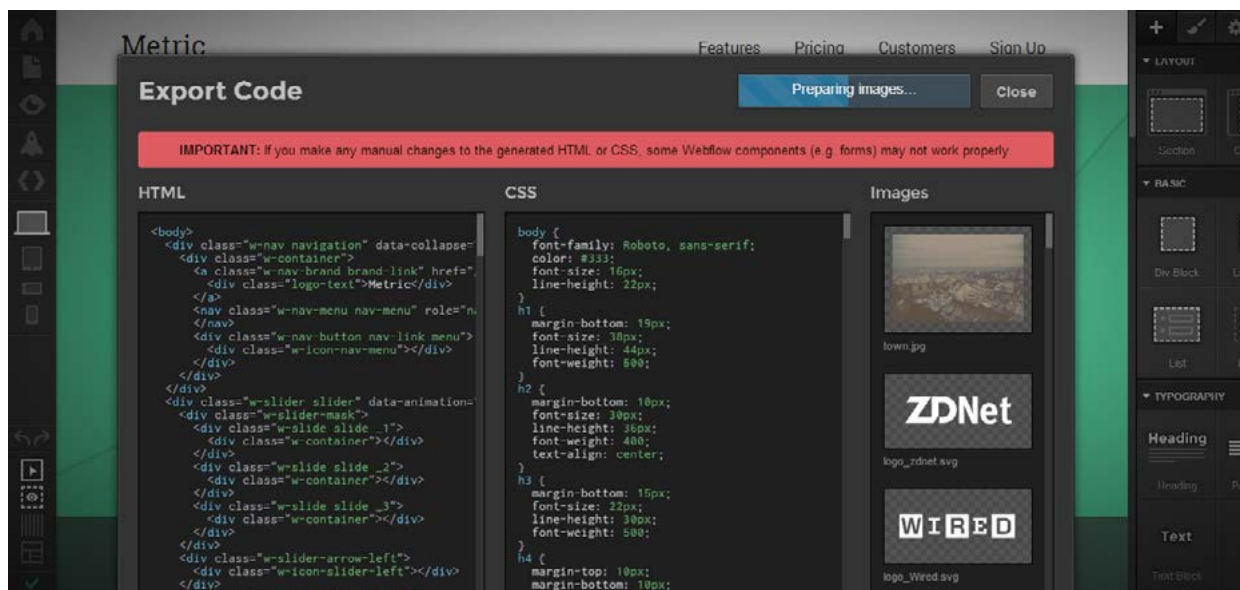 Metric
Features Pricing Customers Sign Up
Export Code
Preparing images...
Close
IMPORTANT: If you make any manual changes to the generated HTML or CSS, some Webflow components (e.g. forms) may not work properly
HTML
<body>
<div class="w-nav navigation" data-collapse="
<div class="w-container">
<a class="w-nav-brand brand-link" href="
<div class="logo-text">Metric</div>
</a>
<nav class="w-nav-menu nav-menu" role="n
</nav>
<div class="w-nav-button nav-link menu">
<div class="w-icon-nav-menu"></div>
</div>
</div>
</div>
<div class="w-slider slider" data-animation=
<div class="w-slider-mask">
<div class="w-slide slide _1">
<div class="w-container"></div>
</div>
<div class="w-slide slide _2">
<div class="w-container"></div>
</div>
<div class="w-slide slide _3">
<div class="w-container"></div>
</div>
</div>
<div class="w-slider-arrow-left">
<div class="w-icon-slider-left"></div>
</div>
CSS
body {
font-family: Roboto, sans-serif;
color: #333;
font-size: 16px;
line-height: 22px;
}
h1 {
margin-bottom: 19px;
font-size: 38px;
line-height: 44px;
font-weight: 500;
}
h2 {
margin-bottom: 10px;
font-size: 30px;
line-height: 36px;
font-weight: 400;
text-align: center;
}
h3 {
margin-bottom: 15px;
font-size: 22px;
line-height: 30px;
font-weight: 500;
}
h4 {
margin-top: 10px;
margin-bottom: 10px;
Images
town.jpg
ZDNet
logo_zdnet.svg
WIRED
logo_Wired.svg
LAYOUT
Section
BASIC
Div Block
List
TYPOGRAPHY
Heading
Heading
Text
Text Block